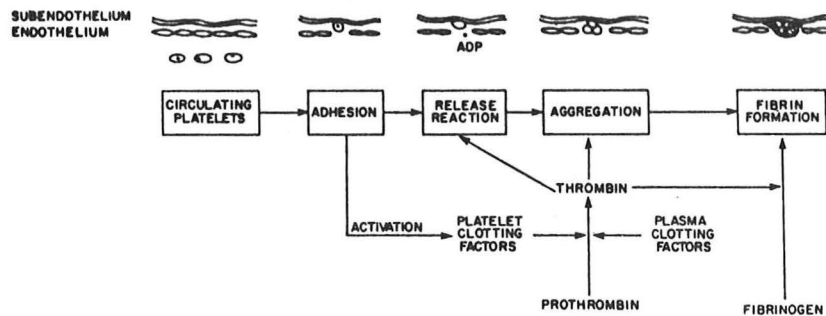 SUBENDOTHELIUM
ENDOTHELIUM
ADP
CIRCULATING
PLATELETS
ADHESION
RELEASE
REACTION
AGGREGATION
FIBRIN
FORMATION
THROMBIN
ACTIVATION
PLATELET
CLOTTING
FACTORS
PLASMA
CLOTTING
FACTORS
PROTHROMBIN
FIBRINOGEN